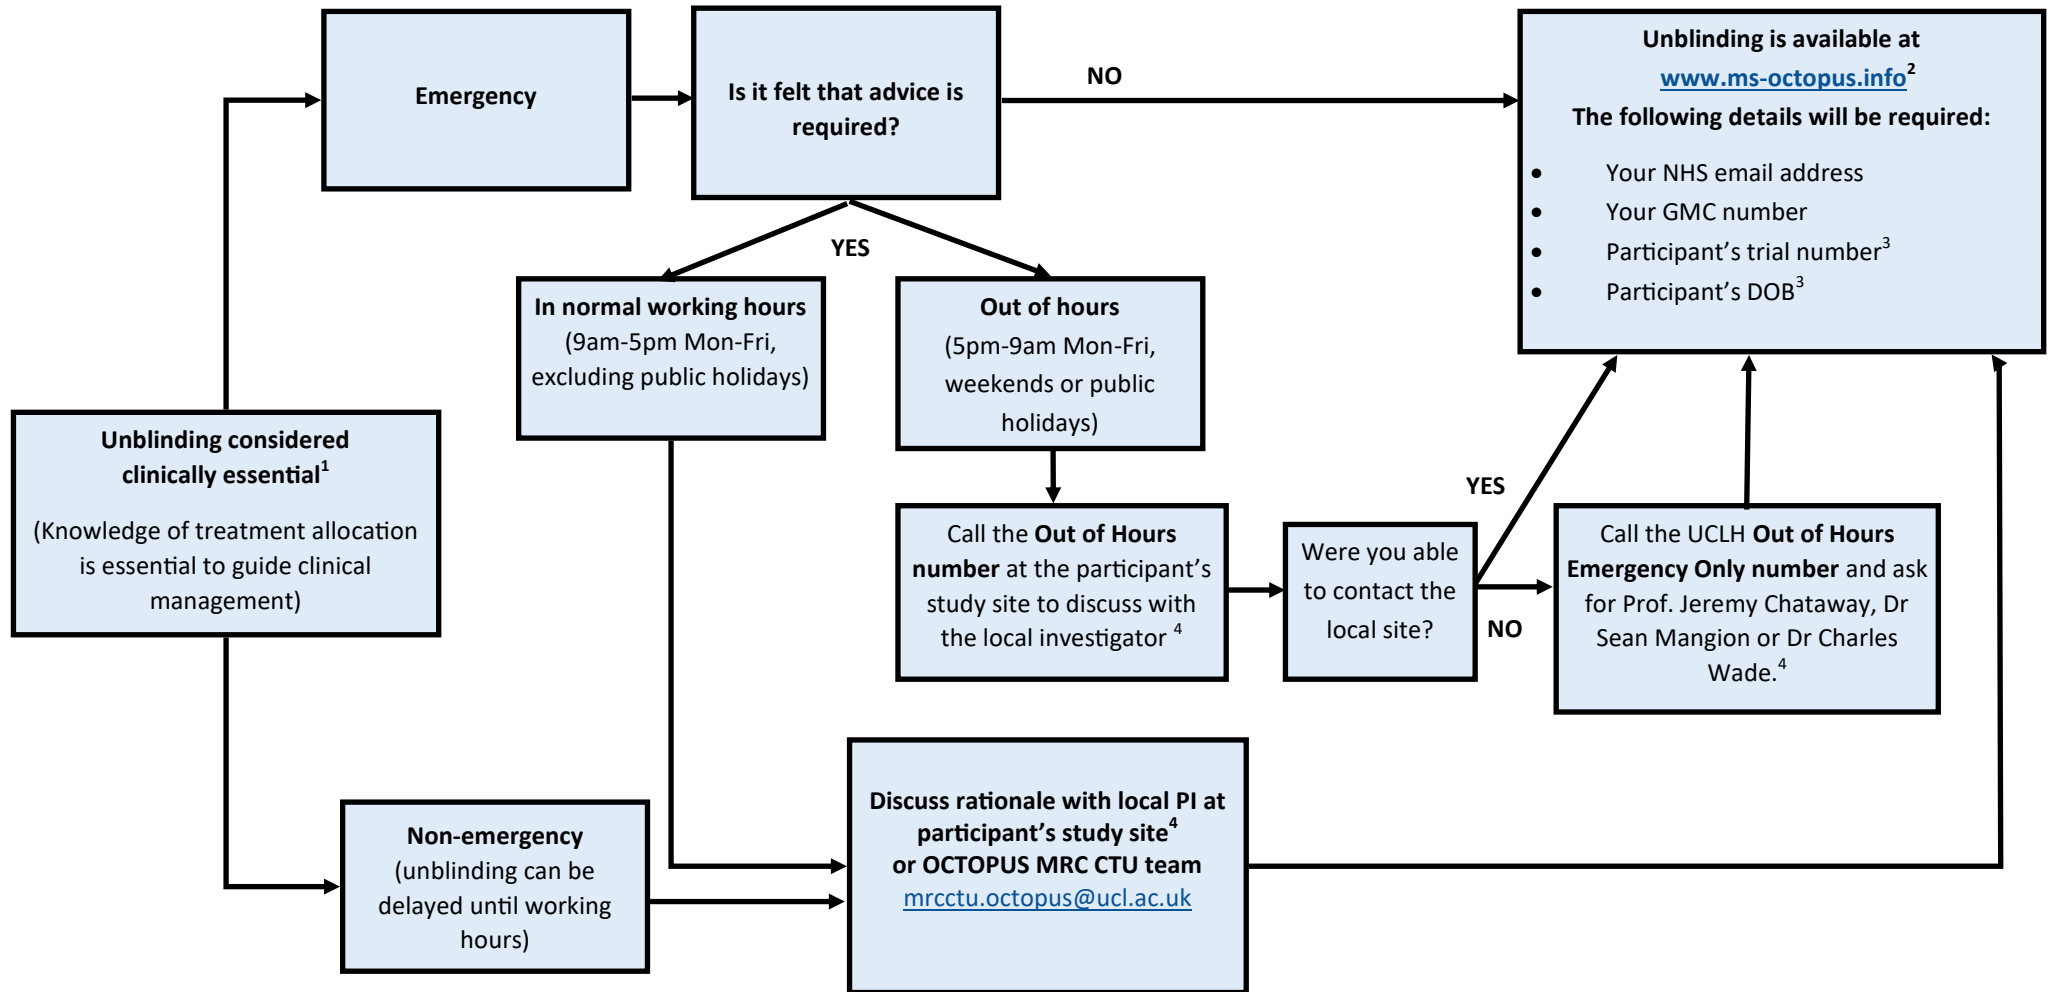 Emergency
Is it felt that advice is
required?
NO
Unblinding is available at
www.ms-octopus.info2
The following details will be required:
• Your NHS email address
• Your GMC number
• Participant’s trial number3
• Participant’s DOB3
YES
In normal working hours
(9am-5pm Mon-Fri,
excluding public holidays)
Out of hours
(5pm-9am Mon-Fri,
weekends or public
holidays)
Unblinding considered
clinically essential1
(Knowledge of treatment allocation
is essential to guide clinical
management)
Call the Out of Hours
number at the participant’s
study site to discuss with
the local investigator 4
Were you able
to contact the
local site?
YES
NO
Call the UCLH Out of Hours
Emergency Only number and ask
for Prof. Jeremy Chataway, Dr
Sean Mangion or Dr Charles
Wade.4
Non-emergency
(unblinding can be
delayed until working
hours)
Discuss rationale with local PI at
participant’s study site4
or OCTOPUS MRC CTU team
mrcctu.octopus@ucl.ac.uk